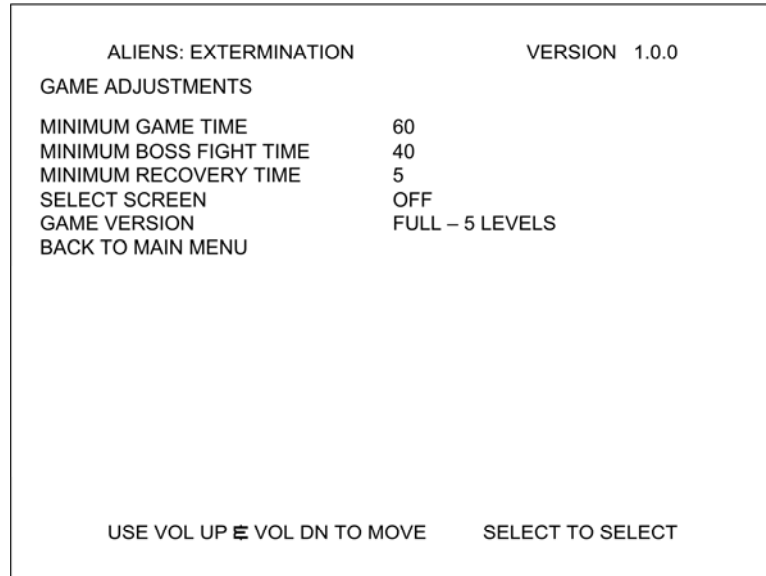 ALIENS: EXTERMINATION VERSION 1.0.0
GAME ADJUSTMENTS
MINIMUM GAME TIME 60
MINIMUM BOSS FIGHT TIME 40
MINIMUM RECOVERY TIME 5
SELECT SCREEN OFF
GAME VERSION FULL – 5 LEVELS
BACK TO MAIN MENU
USE VOL UP & VOL DN TO MOVE SELECT TO SELECT